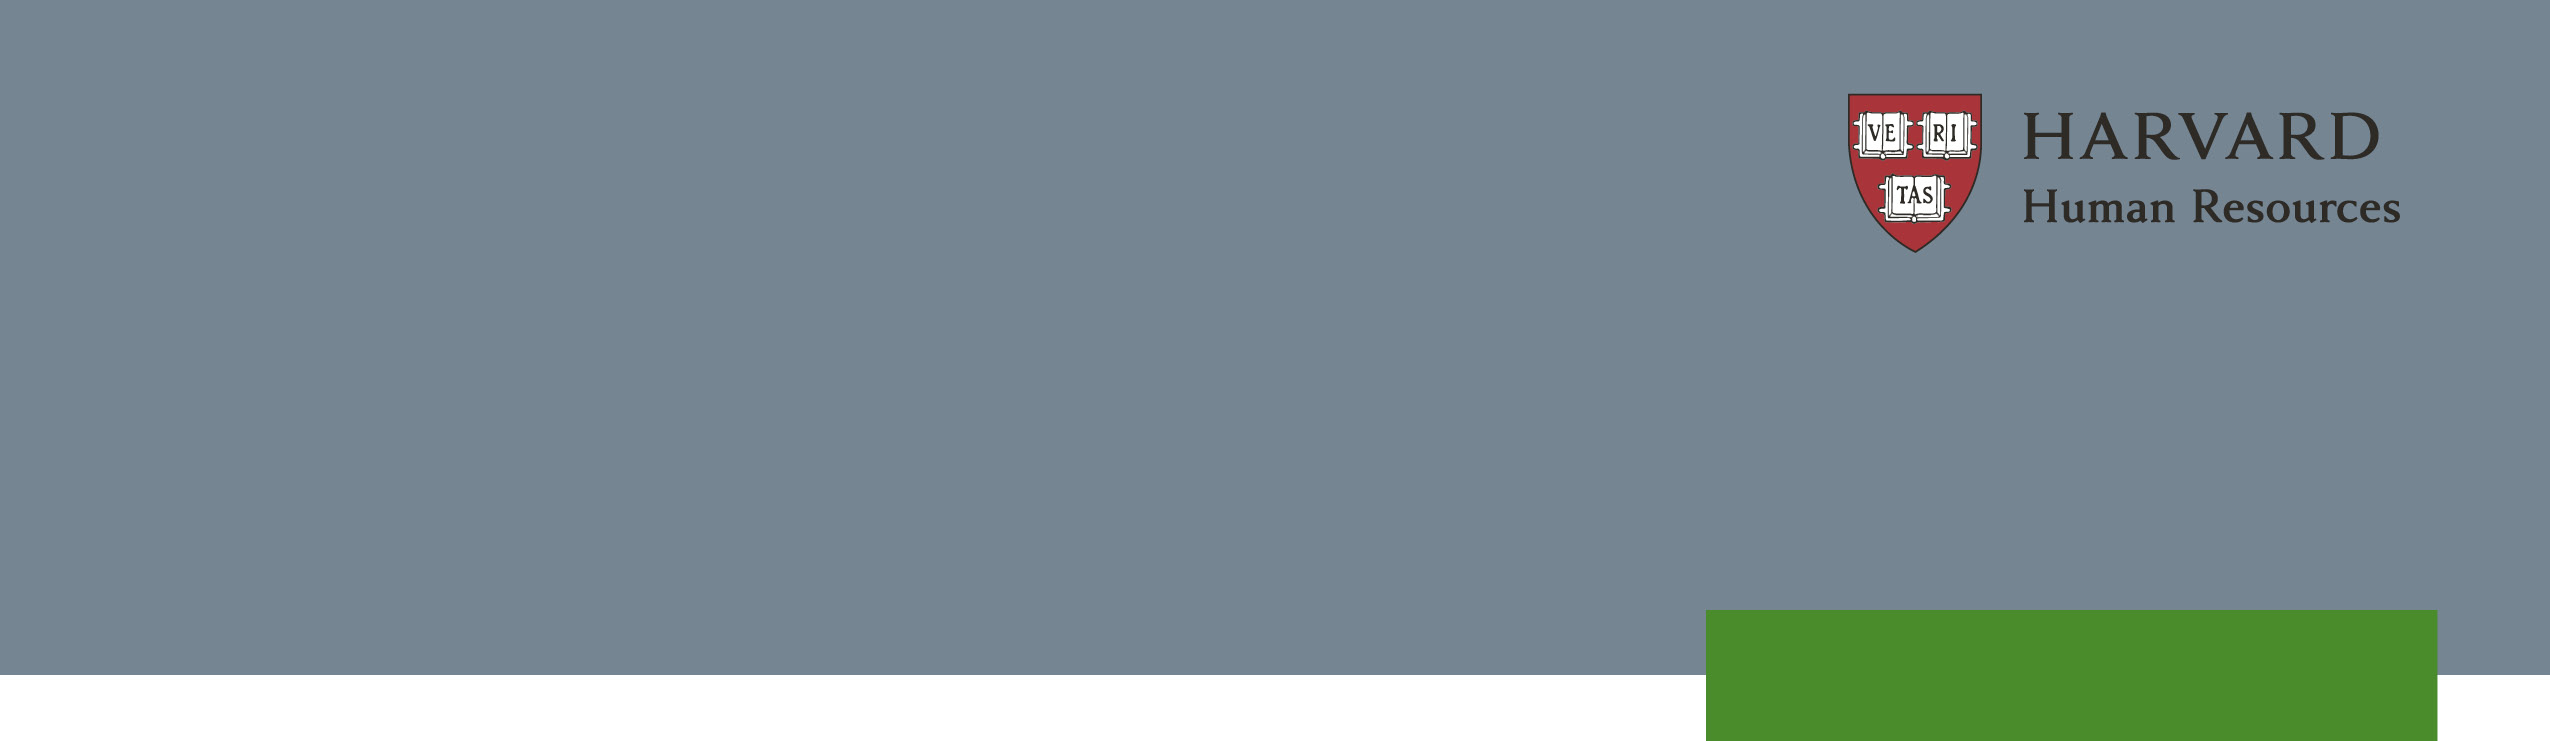 VE RI
TAS
HARVARD
Human Resources